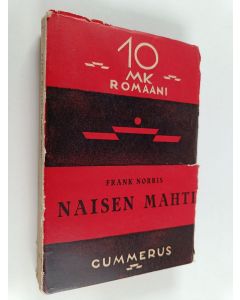 10
MK
ROMAANI
FRANK NORRIS
NAISEN MAHTI
GUMMERUS